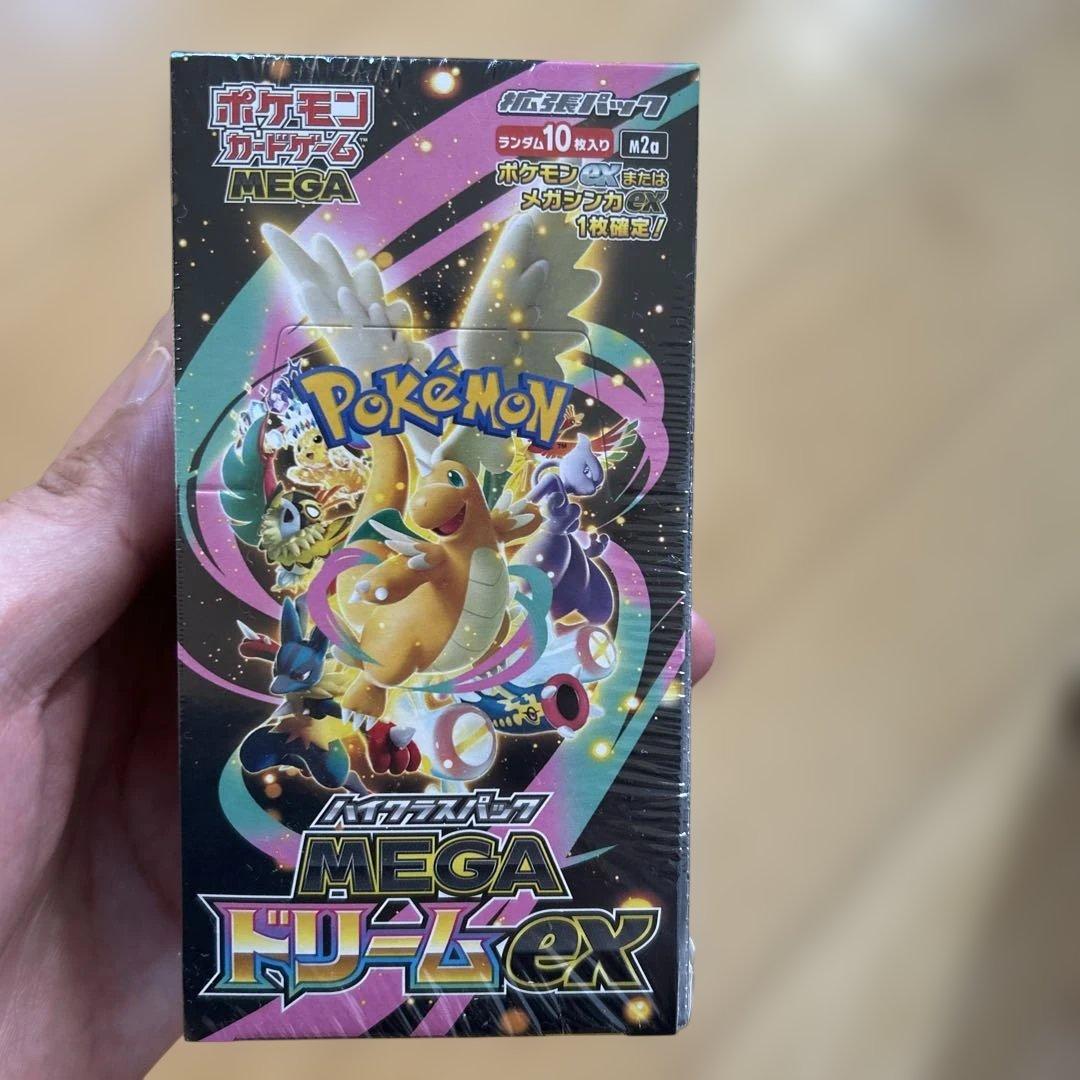 ポケモン
カードゲーム™
MEGA
拡張パック
ランダム10枚入り M2a
ポケモンexまたは
メガシンカex
1枚確定!
POKÉMON
TM
ハイクラスパック
MEGA
ドリームex